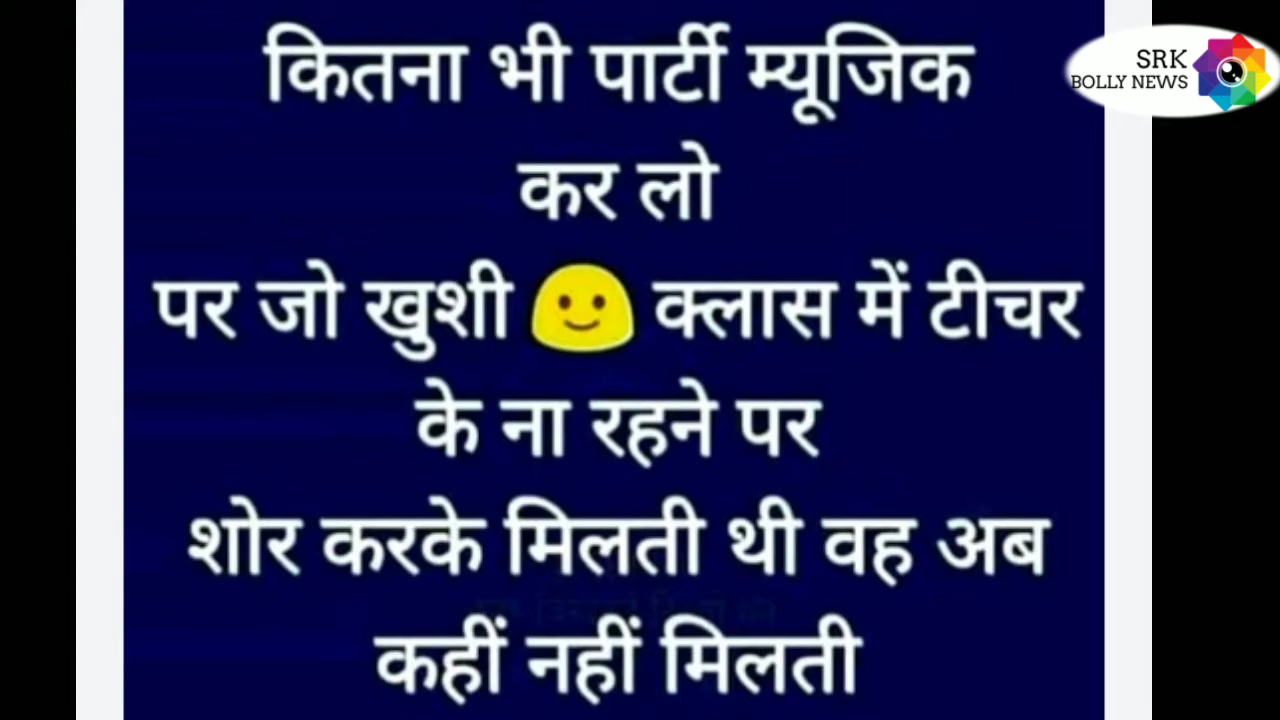 कितना भी पार्टी म्यूजिक
कर लो
पर जो खुशी 🙂 क्लास में टीचर
के ना रहने पर
शोर करके मिलती थी वह अब
कहीं नहीं मिलती
SRK
BOLLY NEWS